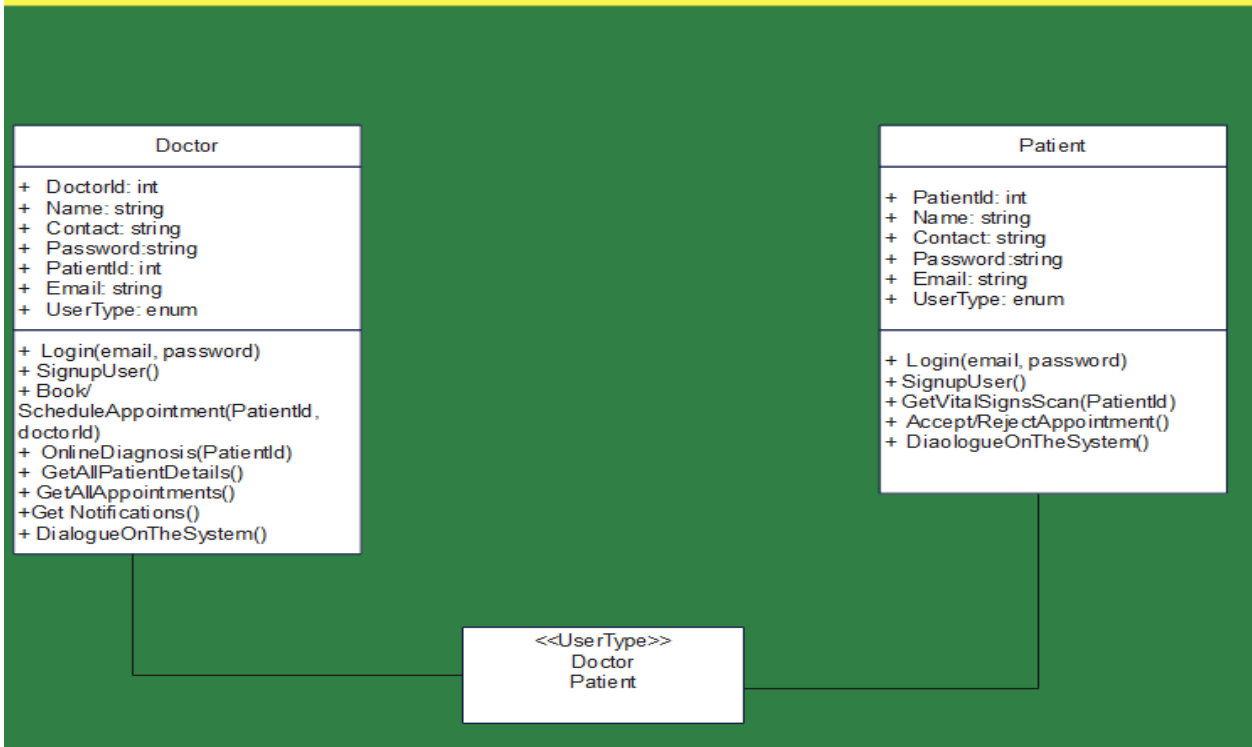 Doctor
+ DoctorId: int
+ Name: string
+ Contact: string
+ Password:string
+ PatientId: int
+ Email: string
+ UserType: enum
+ Login(email, password)
+ SignupUser()
+ Book/
ScheduleAppointment(PatientId,
doctorId)
+ OnlineDiagnosis(PatientId)
+ GetAllPatientDetails()
+ GetAllAppointments()
+Get Notifications()
+ DialogueOnTheSystem()
Patient
+ PatientId: int
+ Name: string
+ Contact: string
+ Password:string
+ Email: string
+ UserType: enum
+ Login(email, password)
+ SignupUser()
+ GetVitalSignsScan(PatientId)
+ Accept/RejectAppointment()
+ DiaologueOnTheSystem()
<<UserType>>
Doctor
Patient